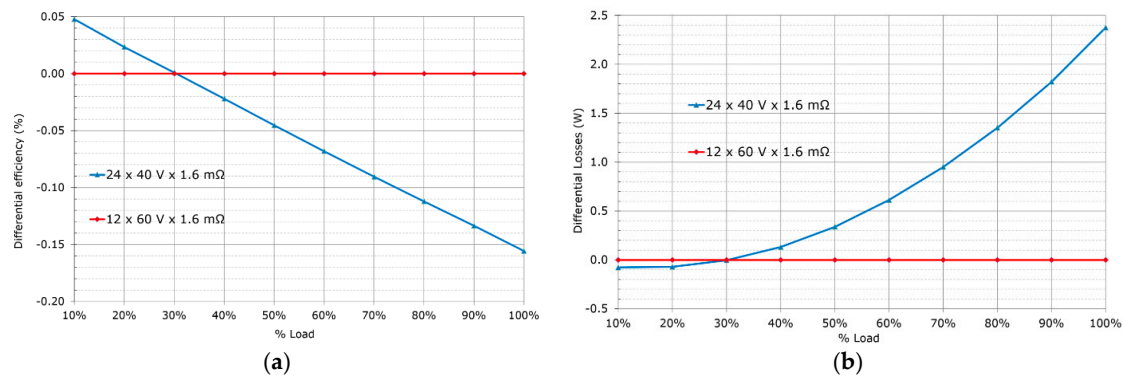 0.05
0.00
-0.05
-0.10
-0.15
-0.20
Differential efficiency (%)
24 x 40 V x 1.6 mΩ
12 x 60 V x 1.6 mΩ
10% 20% 30% 40% 50% 60% 70% 80% 90% 100%
% Load
(a)
2.5
2.0
1.5
1.0
0.5
0.0
-0.5
Differential Losses (W)
24 x 40 V x 1.6 mΩ
12 x 60 V x 1.6 mΩ
10% 20% 30% 40% 50% 60% 70% 80% 90% 100%
% Load
(b)